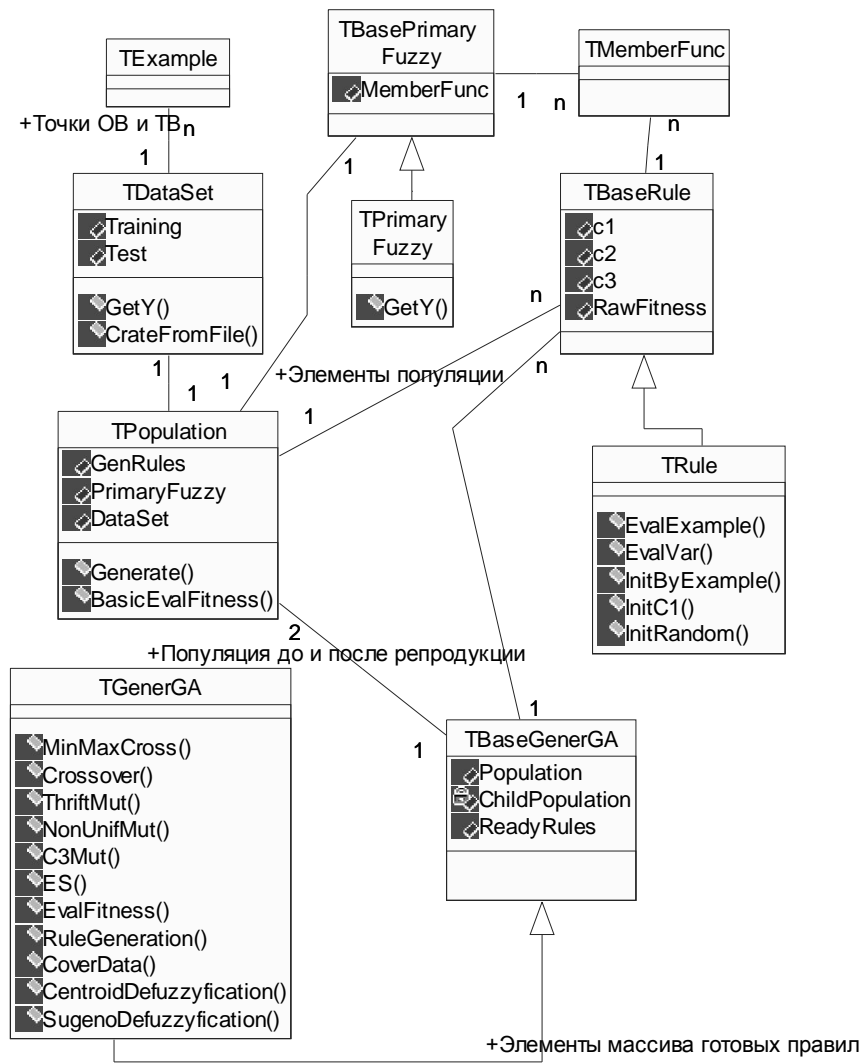 TExample
TBasePrimary
Fuzzy
MemberFunc
TMemberFunc
1
n
+Точки ОВ и ТВ
n
1
1
n
1
TDataSet
Training
Test
GetY()
CrateFromFile()
TPrimary
Fuzzy
GetY()
TBaseRule
c1
c2
c3
RawFitness
n
n
1
1
1
+Элементы популяции
1
TPopulation
GenRules
PrimaryFuzzy
DataSet
Generate()
BasicEvalFitness()
TRule
EvalExample()
EvalVar()
InitByExample()
InitC1()
InitRandom()
2
+Популяция до и после репродукции
1
1
TGenerGA
MinMaxCross()
Crossover()
ThriftMut()
NonUnifMut()
C3Mut()
ES()
EvalFitness()
RuleGeneration()
CoverData()
CentroidDefuzzyfication()
SugenoDefuzzyfication()
TBaseGenerGA
Population
ChildPopulation
ReadyRules
+Элементы массива готовых правил